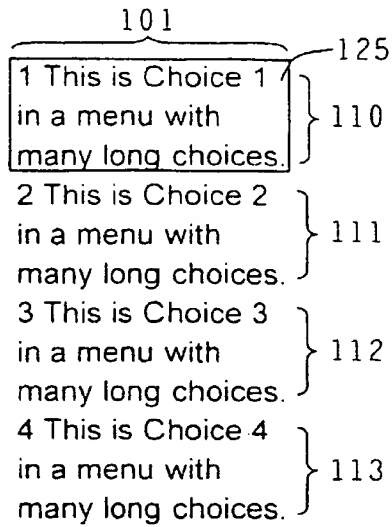 101
125
1 This is Choice 1
in a menu with
many long choices.
110
2 This is Choice 2
in a menu with
many long choices.
111
3 This is Choice 3
in a menu with
many long choices.
112
4 This is Choice 4
in a menu with
many long choices.
113